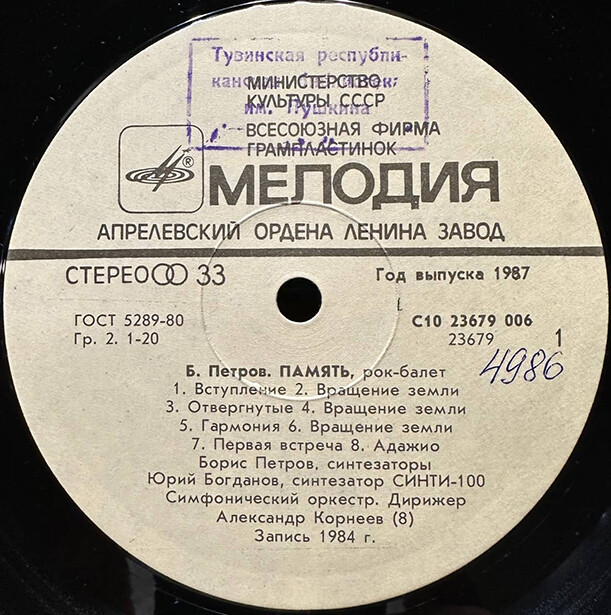 Тувинская республи-
канская
им. Пушкина
МИНИСТЕРСТВО
КУЛЬТУРЫ СССР
ВСЕСОЮЗНАЯ ФИРМА
ГРАМПЛАСТИНОК
®
МЕЛОДИЯ
АПРЕЛЕВСКИЙ ОРДЕНА ЛЕНИНА ЗАВОД
СТЕРЕО 33
Год выпуска 1987
ГОСТ 5289-80
Гр. 2. 1-20
С10 23679 006
23679 1
4986
Б. Петров. ПАМЯТЬ, рок-балет
1. Вступление 2. Вращение земли
3. Отвергнутые 4. Вращение земли
5. Гармония 6. Вращение земли
7. Первая встреча 8. Адажио
Борис Петров, синтезаторы
Юрий Богданов, синтезатор СИНТИ-100
Симфонический оркестр. Дирижер
Александр Корнеев (8)
Запись 1984 г.